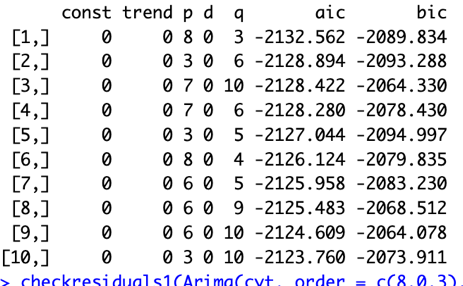 const trend p d q aic bic
[1,] 0 0 8 0 3 -2132.562 -2089.834
[2,] 0 0 3 0 6 -2128.894 -2093.288
[3,] 0 0 7 0 10 -2128.422 -2064.330
[4,] 0 0 7 0 6 -2128.280 -2078.430
[5,] 0 0 3 0 5 -2127.044 -2094.997
[6,] 0 0 8 0 4 -2126.124 -2079.835
[7,] 0 0 6 0 5 -2125.958 -2083.230
[8,] 0 0 6 0 9 -2125.483 -2068.512
[9,] 0 0 6 0 10 -2124.609 -2064.078
[10,] 0 0 3 0 10 -2123.760 -2073.911
> checkresiduals1(Arima(cyt, order = c(8,0,3),